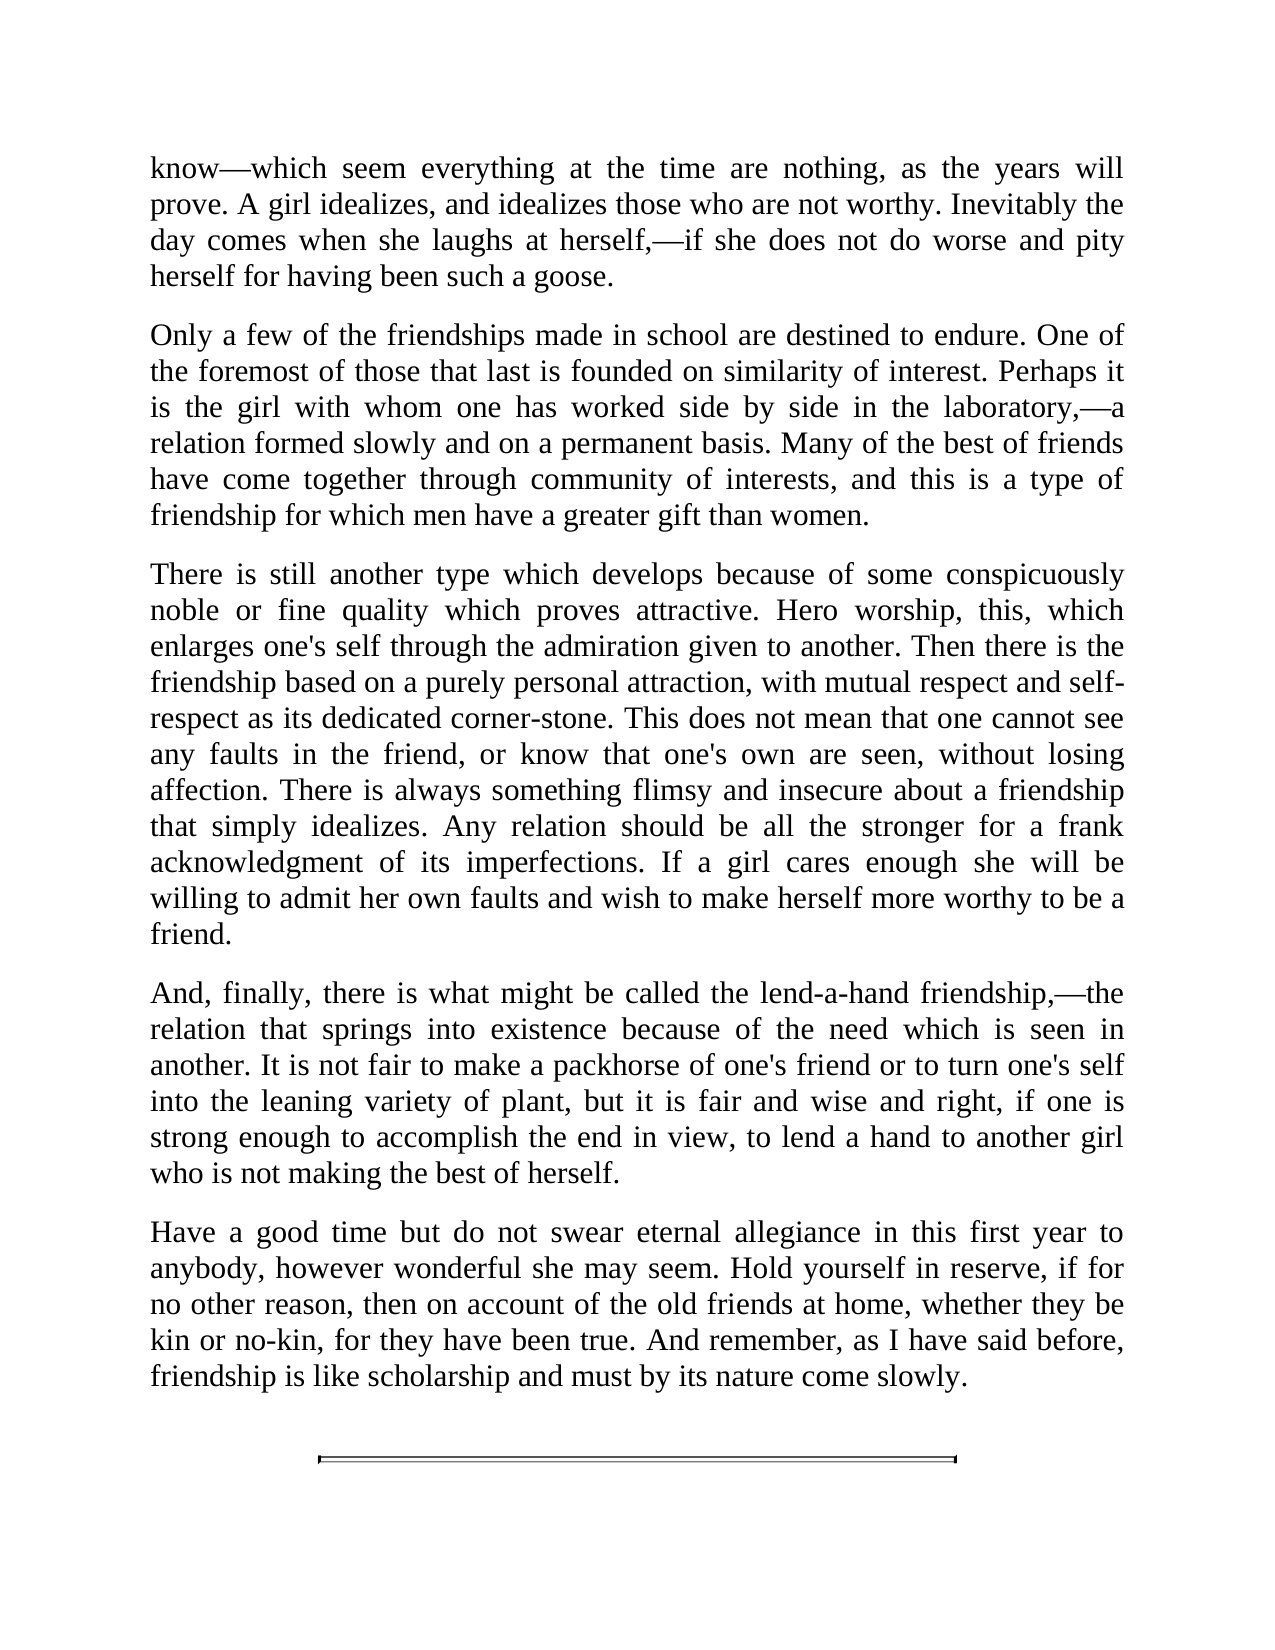 know—which seem everything at the time are nothing, as the years will
prove. A girl idealizes, and idealizes those who are not worthy. Inevitably the
day comes when she laughs at herself,—if she does not do worse and pity
herself for having been such a goose.
Only a few of the friendships made in school are destined to endure. One of
the foremost of those that last is founded on similarity of interest. Perhaps it
is the girl with whom one has worked side by side in the laboratory,—a
relation formed slowly and on a permanent basis. Many of the best of friends
have come together through community of interests, and this is a type of
friendship for which men have a greater gift than women.
There is still another type which develops because of some conspicuously
noble or fine quality which proves attractive. Hero worship, this, which
enlarges one's self through the admiration given to another. Then there is the
friendship based on a purely personal attraction, with mutual respect and self-
respect as its dedicated corner-stone. This does not mean that one cannot see
any faults in the friend, or know that one's own are seen, without losing
affection. There is always something flimsy and insecure about a friendship
that simply idealizes. Any relation should be all the stronger for a frank
acknowledgment of its imperfections. If a girl cares enough she will be
willing to admit her own faults and wish to make herself more worthy to be a
friend.
And, finally, there is what might be called the lend-a-hand friendship,—the
relation that springs into existence because of the need which is seen in
another. It is not fair to make a packhorse of one's friend or to turn one's self
into the leaning variety of plant, but it is fair and wise and right, if one is
strong enough to accomplish the end in view, to lend a hand to another girl
who is not making the best of herself.
Have a good time but do not swear eternal allegiance in this first year to
anybody, however wonderful she may seem. Hold yourself in reserve, if for
no other reason, then on account of the old friends at home, whether they be
kin or no-kin, for they have been true. And remember, as I have said before,
friendship is like scholarship and must by its nature come slowly.